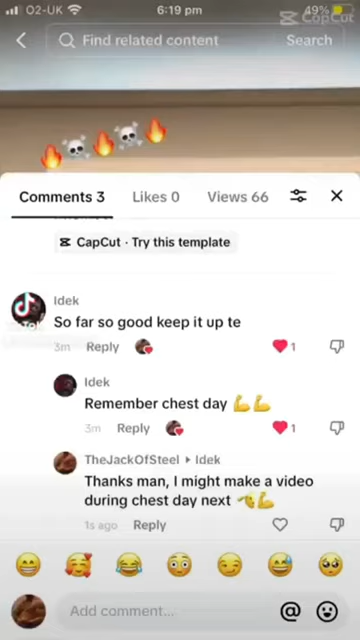 O2-UK 6:19 pm 49%
CapCut
Find related content Search
Comments 3 Likes 0 Views 66
CapCut · Try this template
Idek
So far so good keep it up te
3m Reply 1
Idek
Remember chest day 💪💪
3m Reply 1
TheJackOfSteel ▸ Idek
Thanks man, I might make a video
during chest day next 🫡💪
1s ago Reply
Add comment...